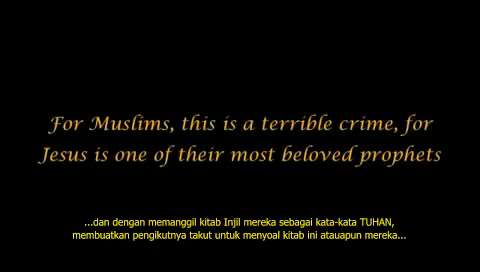 For Muslims, this is a terrible crime, for
Jesus is one of their most beloved prophets
...dan dengan memanggil kitab Injil mereka sebagai kata-kata TUHAN,
membuatkan pengikutnya takut untuk menyoal kitab ini atauapun mereka...